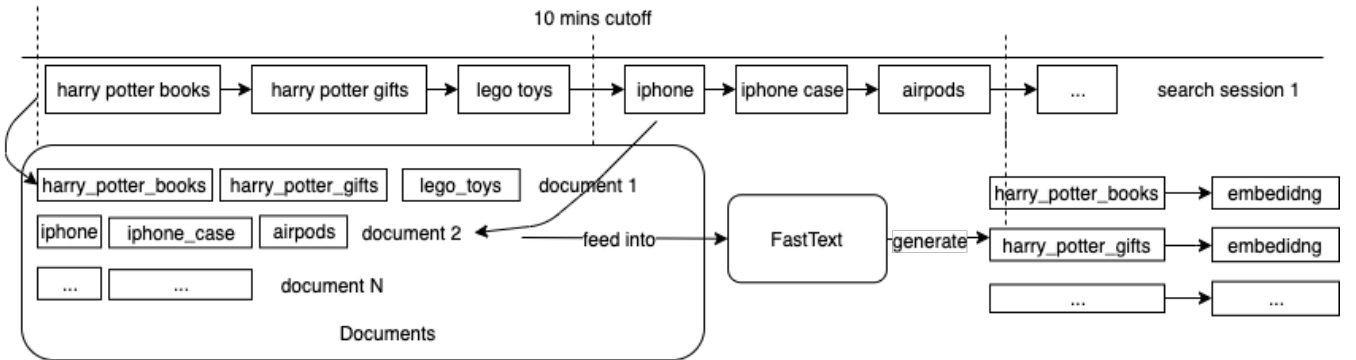 10 mins cutoff
harry potter books harry potter gifts lego toys iphone iphone case airpods ... search session 1
harry_potter_books harry_potter_gifts lego_toys document 1
iphone iphone_case airpods document 2
... ... document N
Documents
feed into
FastText
generate
harry_potter_books embedidng
harry_potter_gifts embedidng
... ...